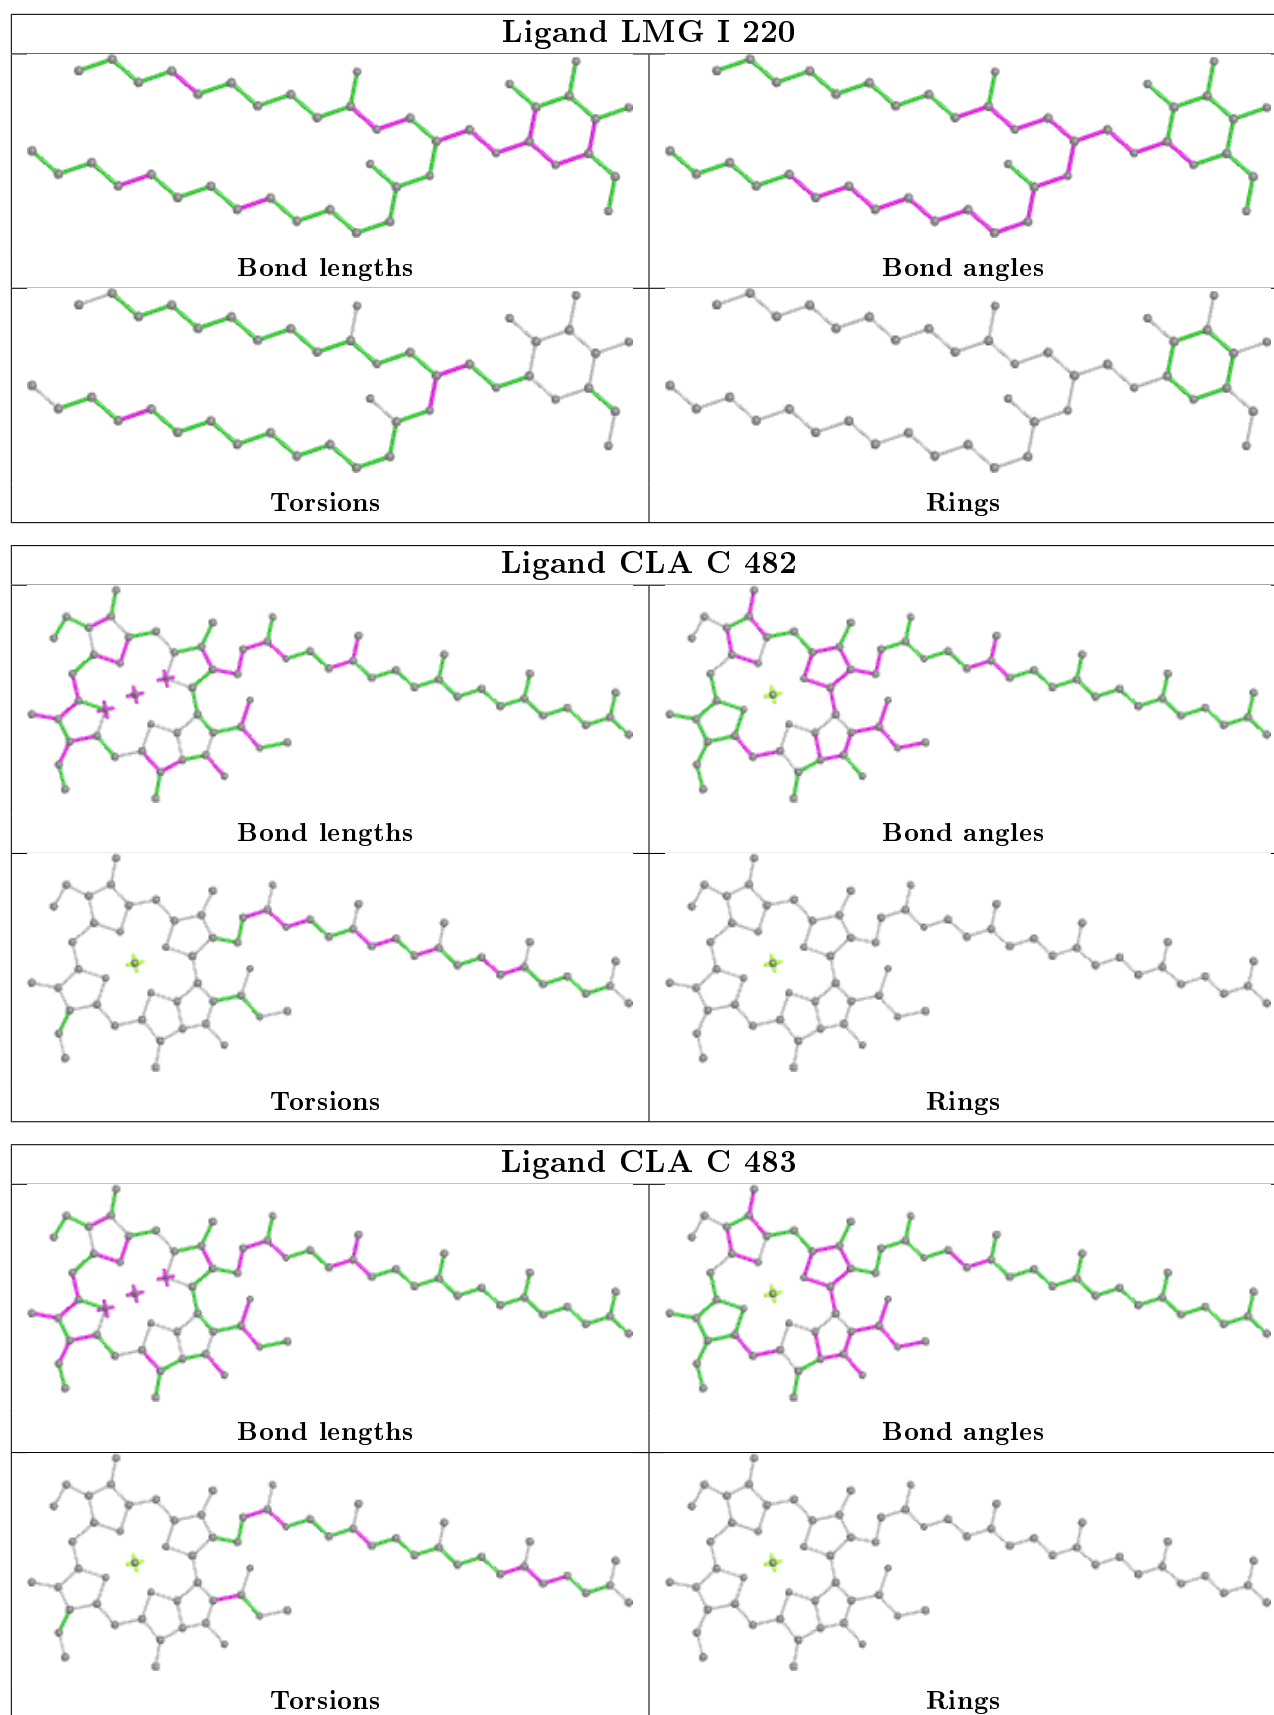 Ligand LMG I 220
Bond lengths
Bond angles
Torsions
Rings
Ligand CLA C 482
Bond lengths
Bond angles
Torsions
Rings
Ligand CLA C 483
Bond lengths
Bond angles
Torsions
Rings